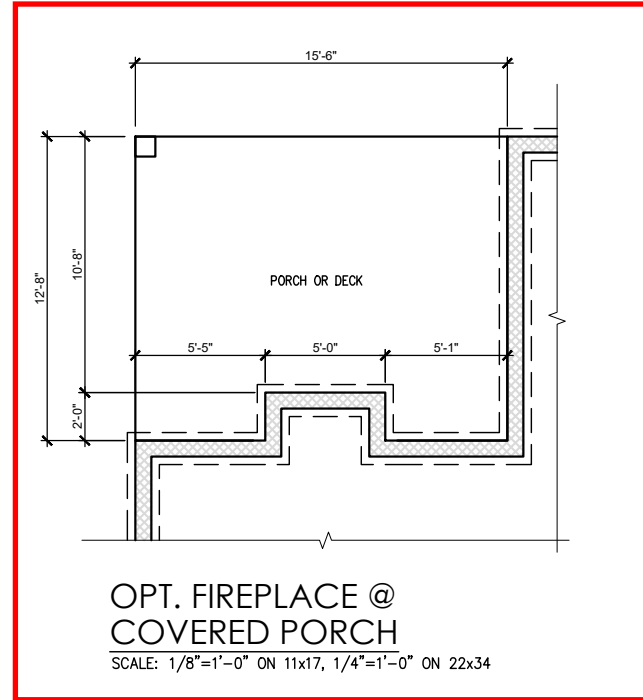 15'-6"
12'-8"
10'-8"
PORCH OR DECK
5'-5"
5'-0"
5'-1"
2'-0"
OPT. FIREPLACE @
COVERED PORCH
SCALE: 1/8"=1'-0" ON 11x17, 1/4"=1'-0" ON 22x34